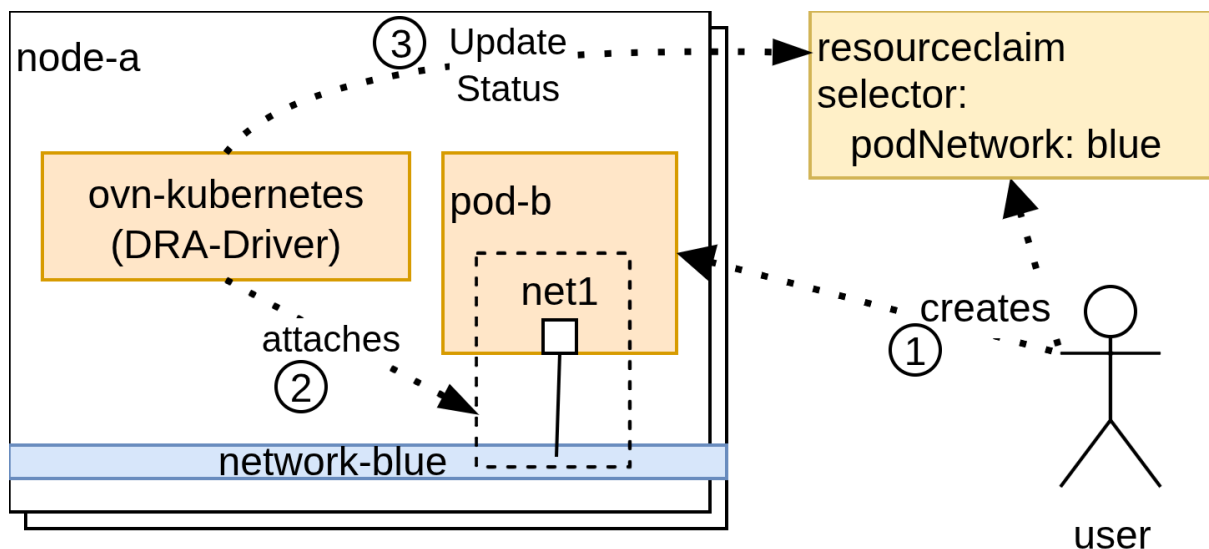 node-a
3
Update
Status
resourceclaim
selector:
podNetwork: blue
ovn-kubernetes
(DRA-Driver)
pod-b
net1
attaches
2
creates
1
network-blue
user